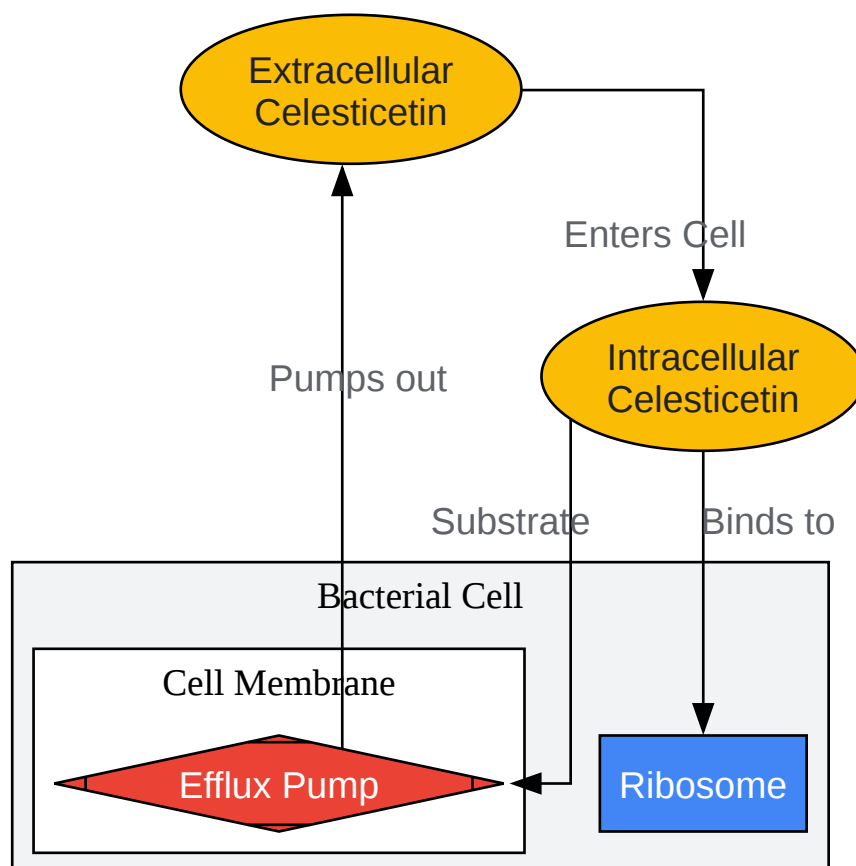 Extracellular
Celesticetin
Enters Cell
Pumps out
Intracellular
Celesticetin
Substrate
Binds to
Bacterial Cell
Cell Membrane
Efflux Pump
Ribosome